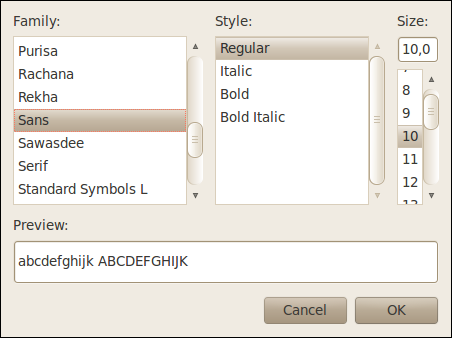 Family:
Purisa
Rachana
Rekha
Sans
Sawasdee
Serif
Standard Symbols L
Style:
Regular
Italic
Bold
Bold Italic
Size:
10,0
8
9
10
11
12
Preview:
abcdefghijk ABCDEFGHIJK
Cancel
OK